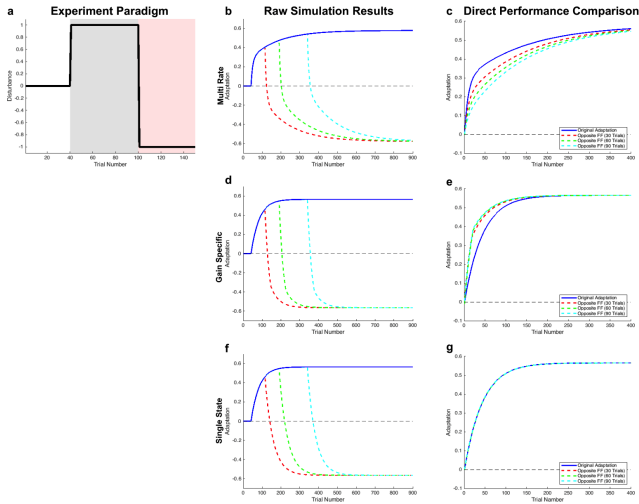 a Experiment Paradigm
1
0.8
0.6
0.4
0.2
0
-0.2
-0.4
-0.6
-0.8
-1
Disturbance
20 40 60 80 100 120 140
Trial Number
b Raw Simulation Results
Multi Rate
Adaptation
0.6
0.4
0.2
0
-0.2
-0.4
-0.6
0 100 200 300 400 500 600 700 800 900
Trial Number
c Direct Performance Comparison
Adaptation
0.6
0.5
0.4
0.3
0.2
0.1
0
-0.1
0 50 100 150 200 250 300 350 400
Trial Number
Original Adaptation
Opposite FF (30 Trials)
Opposite FF (60 Trials)
Opposite FF (90 Trials)
d
Gain Specific
Adaptation
0.6
0.4
0.2
0
-0.2
-0.4
-0.6
0 100 200 300 400 500 600 700 800 900
Trial Number
e
Adaptation
0.6
0.5
0.4
0.3
0.2
0.1
0
-0.1
0 50 100 150 200 250 300 350 400
Trial Number
Original Adaptation
Opposite FF (30 Trials)
Opposite FF (60 Trials)
Opposite FF (90 Trials)
f
Single State
Adaptation
0.6
0.4
0.2
0
-0.2
-0.4
-0.6
0 100 200 300 400 500 600 700 800 900
Trial Number
g
Adaptation
0.6
0.5
0.4
0.3
0.2
0.1
0
-0.1
0 50 100 150 200 250 300 350 400
Trial Number
Original Adaptation
Opposite FF (30 Trials)
Opposite FF (60 Trials)
Opposite FF (90 Trials)